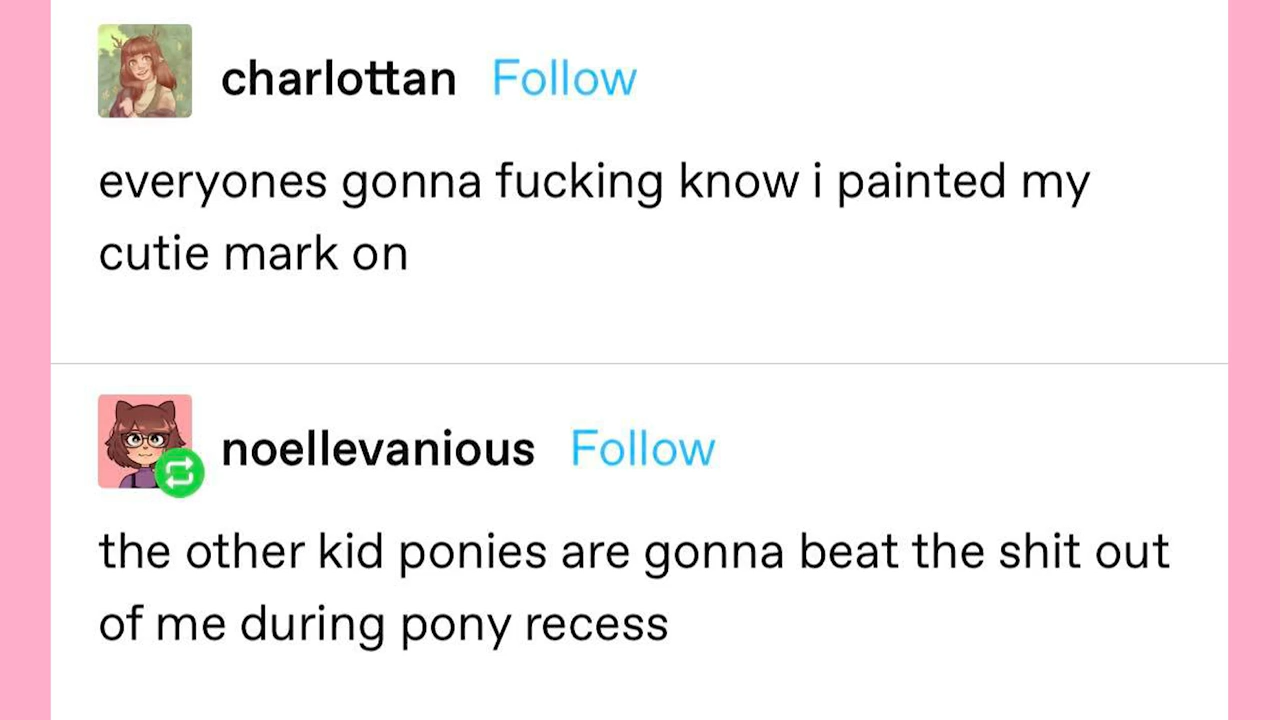 charlottan Follow
everyones gonna fucking know i painted my
cutie mark on
noellevanious Follow
the other kid ponies are gonna beat the shit out
of me during pony recess